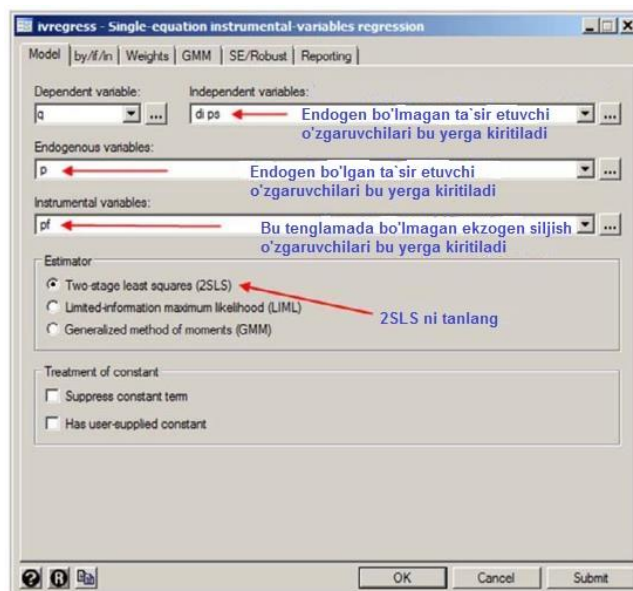 ivregress - Single-equation instrumental-variables regression
Model by/if/in Weights GMM SE/Robust Reporting
Dependent variable: Independent variables:
q ... di ps Endogen bo'lmagan ta`sir etuvchi ...
o'zgaruvchilari bu yerga kiritiladi
Endogenous variables:
p Endogen bo'lgan ta`sir etuvchi ...
o'zgaruvchilari bu yerga kiritiladi
Instrumental variables:
pf Bu tenglamada bo'lmagan ekzogen siljish ...
o'zgaruvchilari bu yerga kiritiladi
Estimator
Two-stage least squares (2SLS)
Limited-information maximum likelihood (LIML)
2SLS ni tanlang
Generalized method of moments (GMM)
Treatment of constant
Suppress constant term
Has user-supplied constant
? R OK Cancel Submit